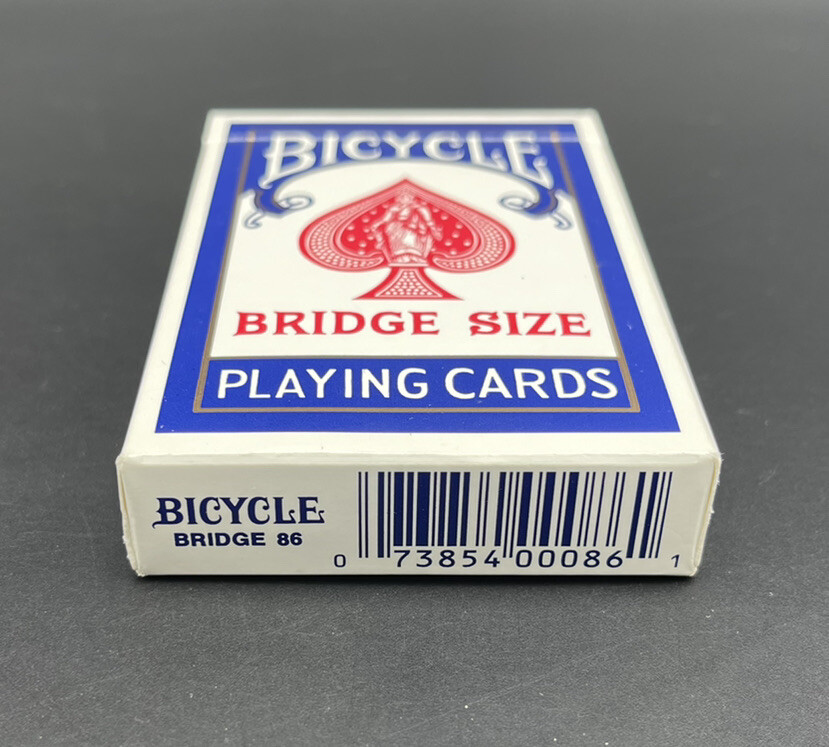 BICYCLE
BRIDGE SIZE
PLAYING CARDS
BICYCLE
BRIDGE 86
0 73854 00086 1